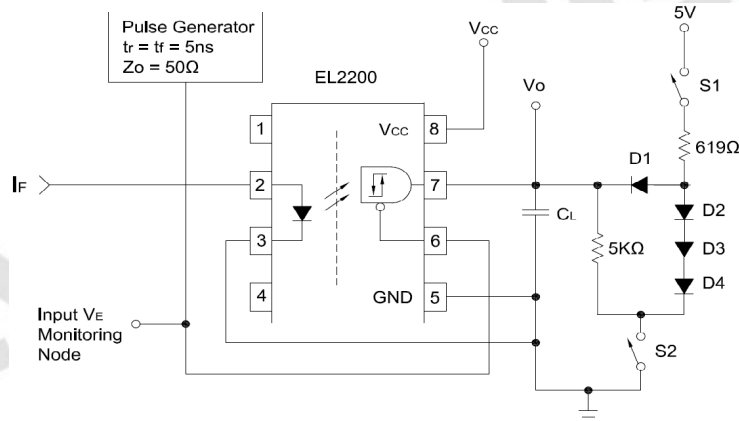 Pulse Generator
tr = tf = 5ns
Zo = 50Ω
EL2200
Vcc
5V
S1
619Ω
Vo
D1
D2
D3
D4
1
2
3
4
Vcc
8
7
6
GND
5
IF
CL
5KΩ
S2
Input VE
Monitoring
Node